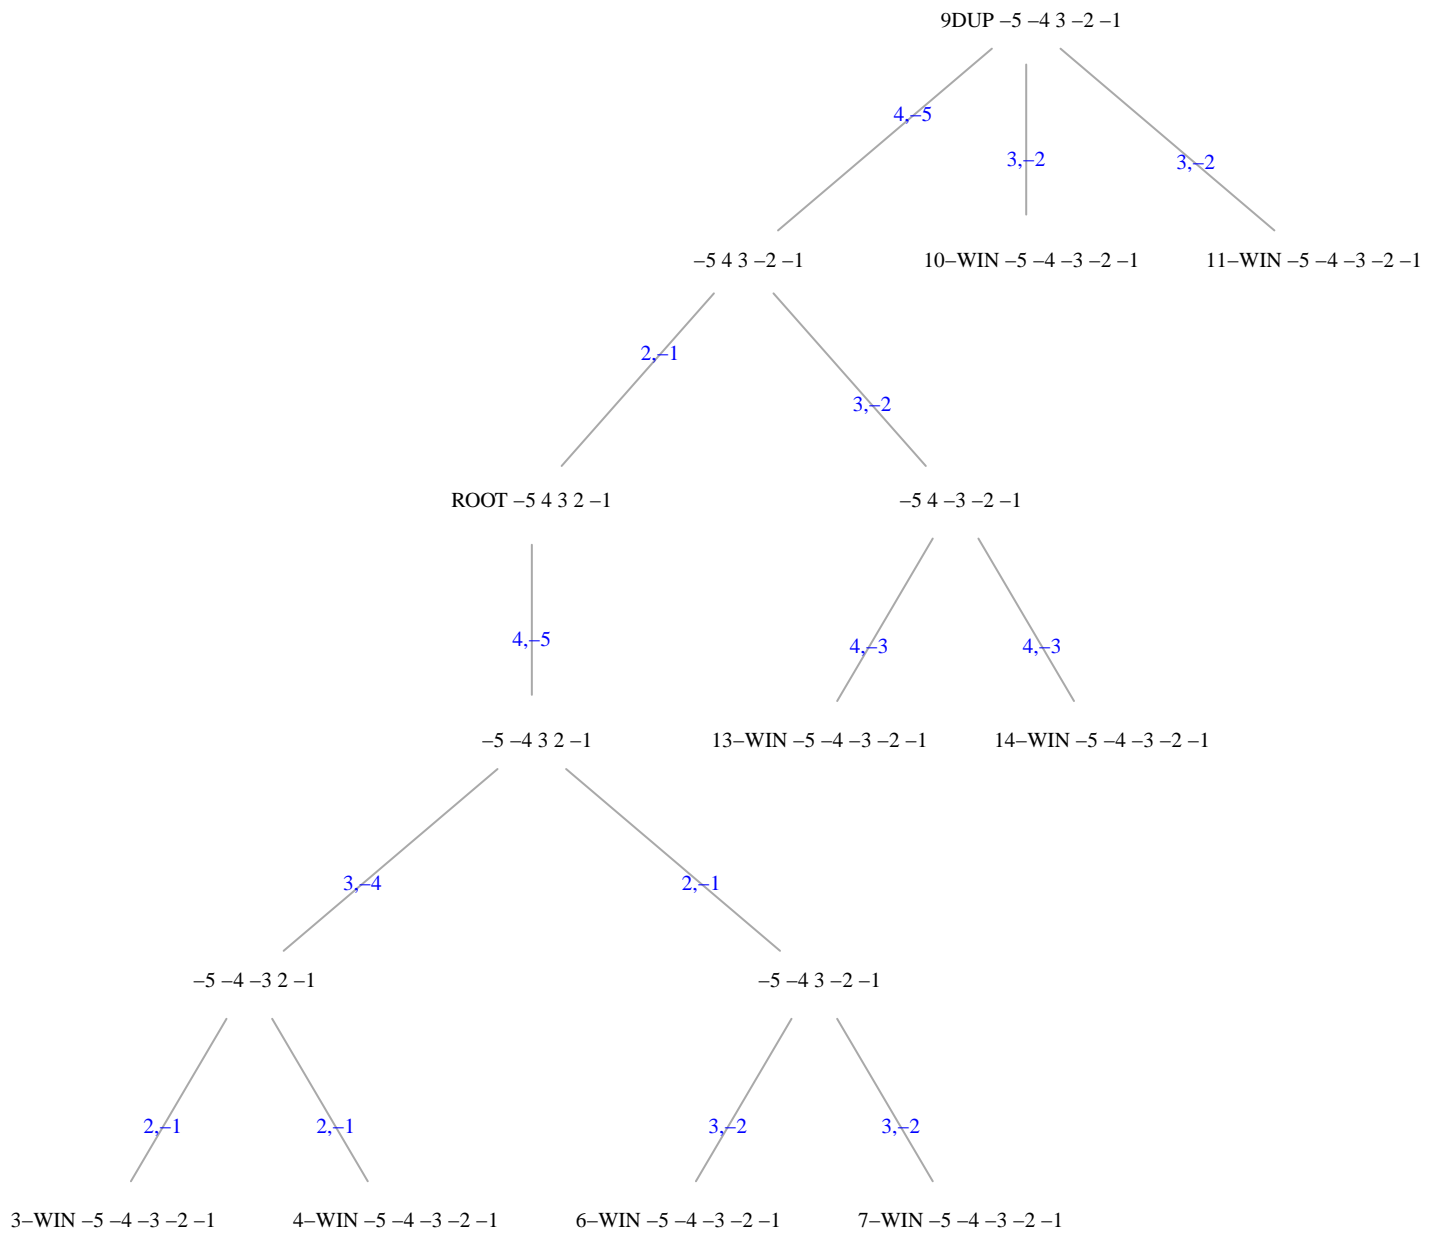 9DUP –5 –4 3 –2 –1
4,–5
3,–2
3,–2
–5 4 3 –2 –1
10–WIN –5 –4 –3 –2 –1
11–WIN –5 –4 –3 –2 –1
2,–1
3,–2
ROOT –5 4 3 2 –1
–5 4 –3 –2 –1
4,–5
4,–3
4,–3
–5 –4 3 2 –1
13–WIN –5 –4 –3 –2 –1
14–WIN –5 –4 –3 –2 –1
3,–4
2,–1
–5 –4 –3 2 –1
–5 –4 3 –2 –1
2,–1
2,–1
3,–2
3,–2
3–WIN –5 –4 –3 –2 –1
4–WIN –5 –4 –3 –2 –1
6–WIN –5 –4 –3 –2 –1
7–WIN –5 –4 –3 –2 –1